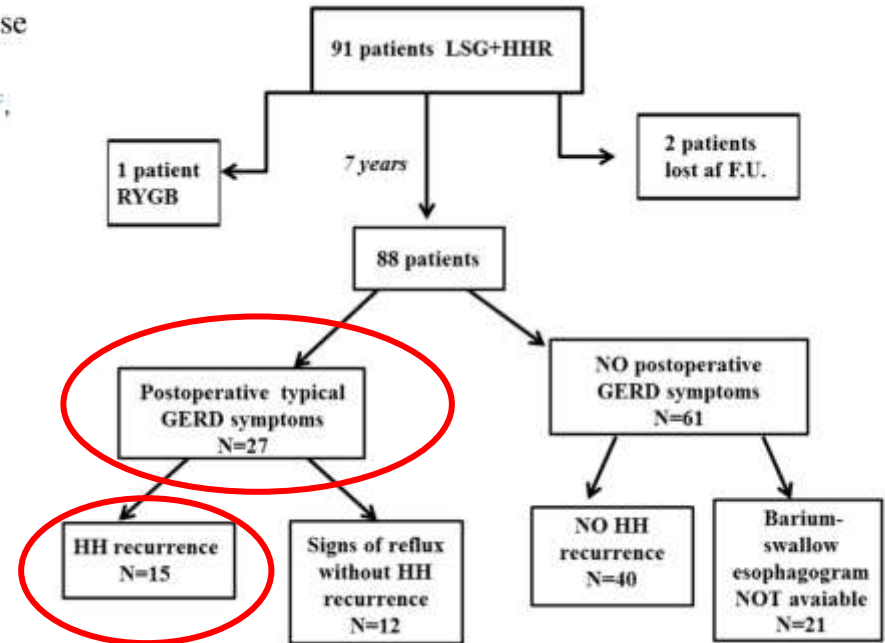 se
91 patients LSG+HHR
1 patient
RYGB
7 years
2 patients
lost af F.U.
88 patients
Postoperative typical
GERD symptoms
N=27
NO postoperative
GERD symptoms
N=61
HH recurrence
N=15
Signs of reflux
without HH
recurrence
N=12
NO HH
recurrence
N=40
Barium-
swallow
esophagogram
NOT avaiable
N=21